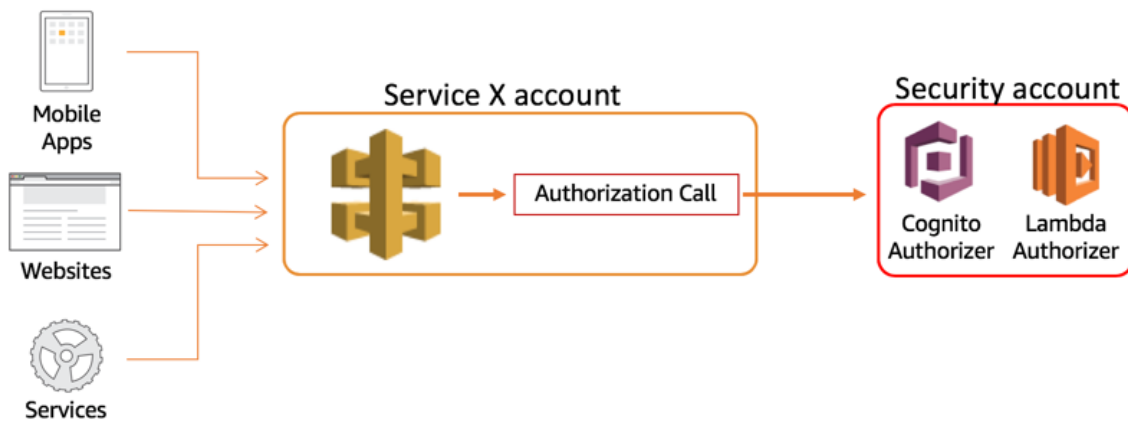 Mobile
Apps
Websites
Services
Service X account
Authorization Call
Security account
Cognito
Authorizer
Lambda
Authorizer